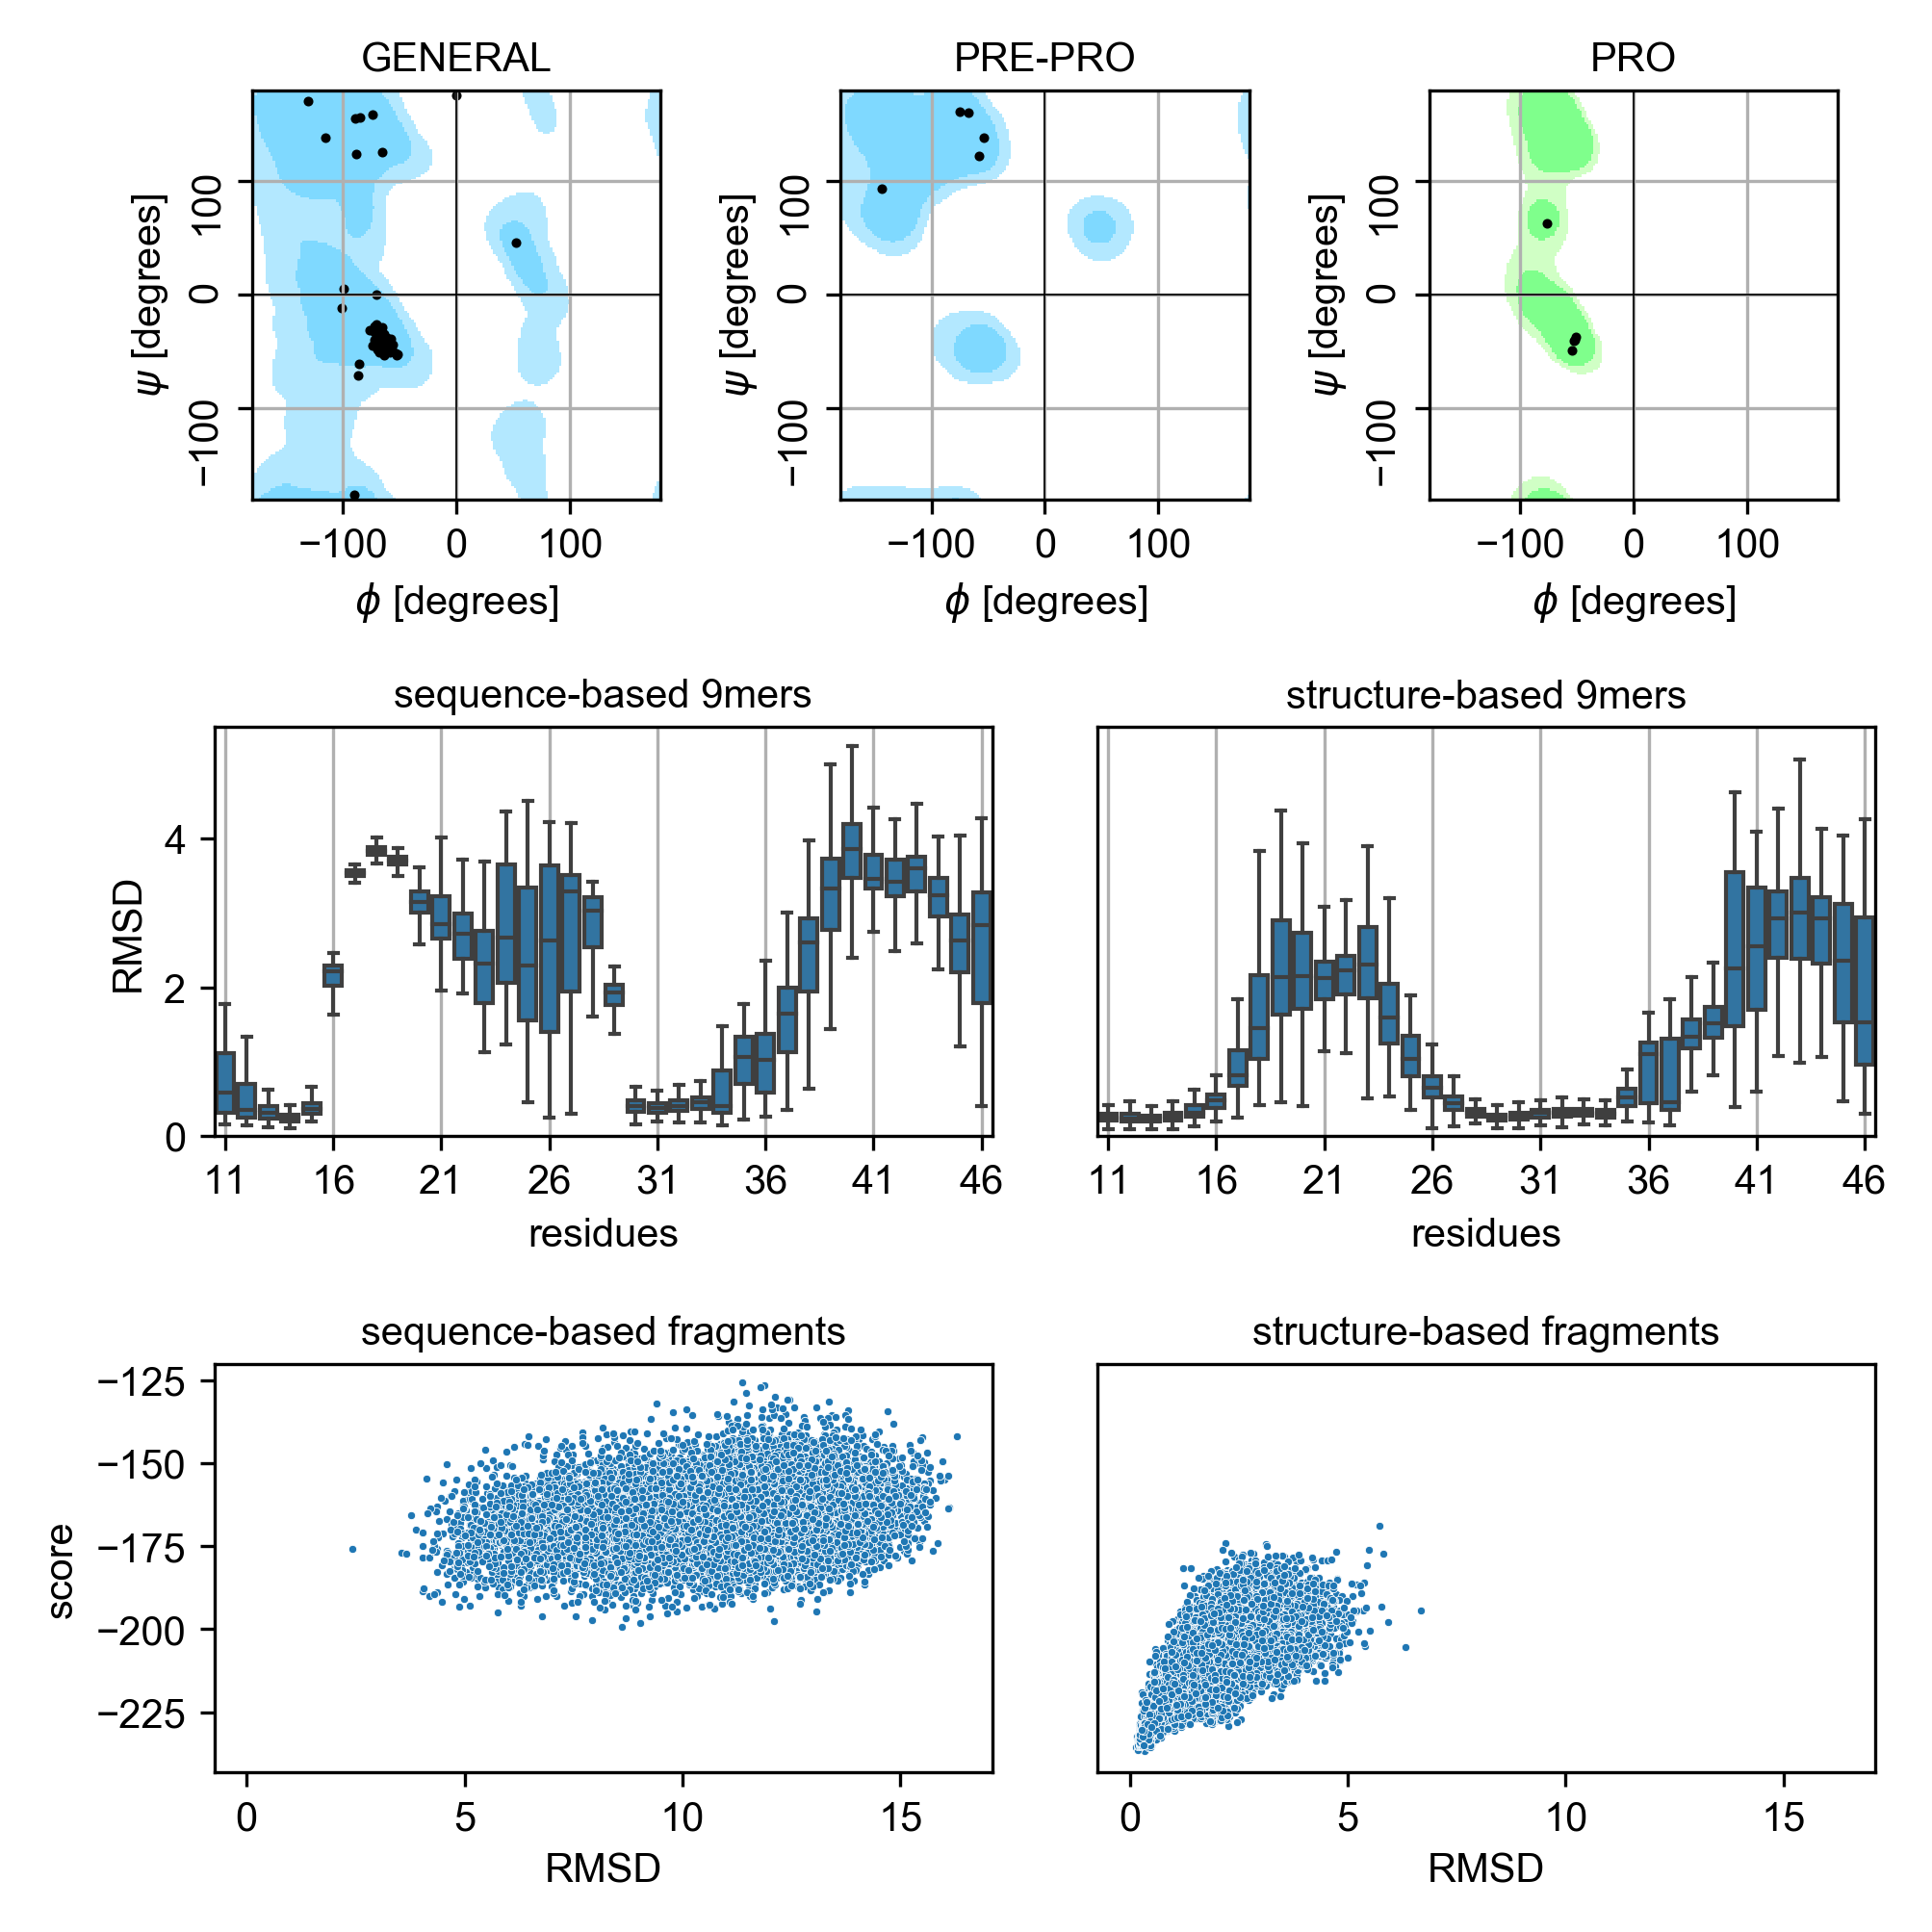 GENERAL PRE-PRO PRO
ψ [degrees] ψ [degrees] ψ [degrees]
100 100 100
0 0 0
−100 −100 −100
−100 0 100 −100 0 100 −100 0 100
ϕ [degrees] ϕ [degrees] ϕ [degrees]
sequence-based 9mers structure-based 9mers
RMSD
4
2
0
11 16 21 26 31 36 41 46 11 16 21 26 31 36 41 46
residues residues
sequence-based fragments structure-based fragments
score
−125
−150
−175
−200
−225
0 5 10 15 0 5 10 15
RMSD RMSD